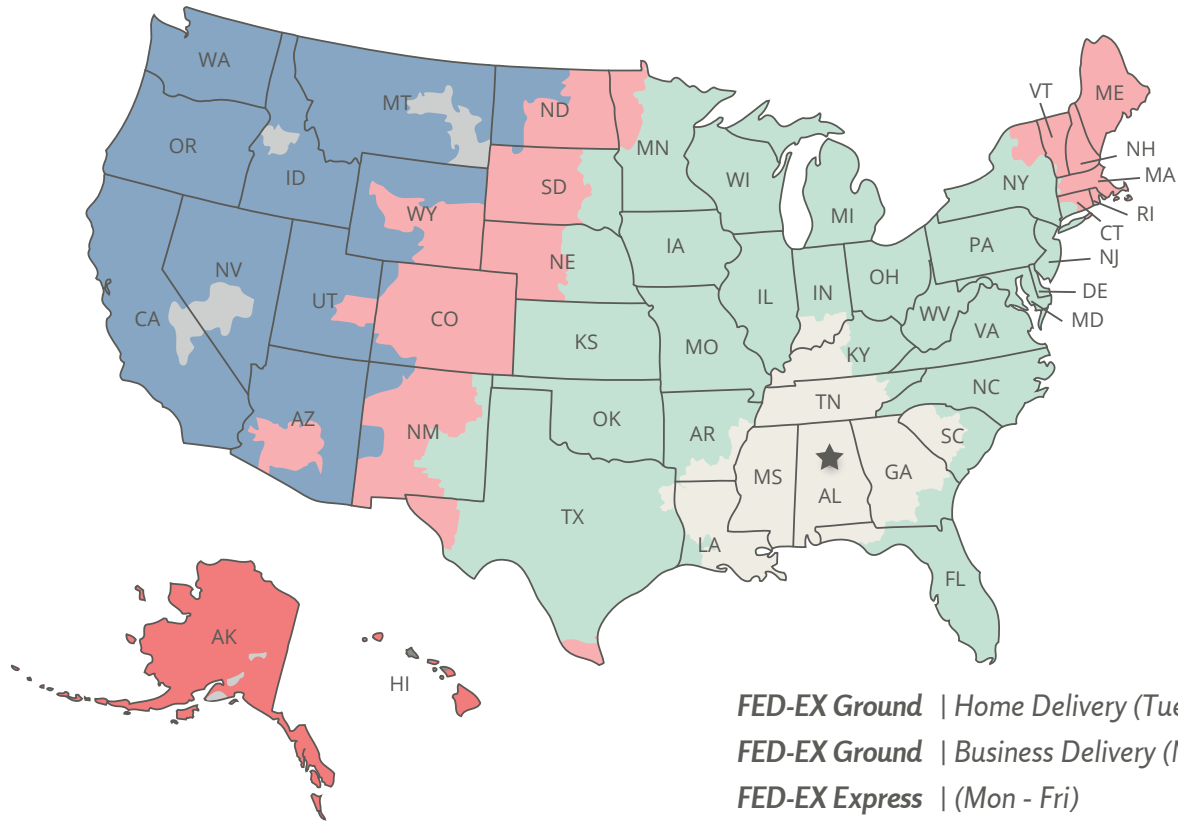 WA
OR
CA
NV
ID
MT
WY
UT
AZ
CO
NM
ND
SD
NE
KS
OK
TX
MN
IA
MO
AR
LA
WI
IL
MI
IN
OH
KY
TN
MS
AL
GA
FL
SC
NC
VA
WV
PA
NY
VT
ME
NH
MA
RI
CT
NJ
DE
MD
AK
HI
FED-EX Ground | Home Delivery (Tue
FED-EX Ground | Business Delivery (
FED-EX Express | (Mon - Fri)